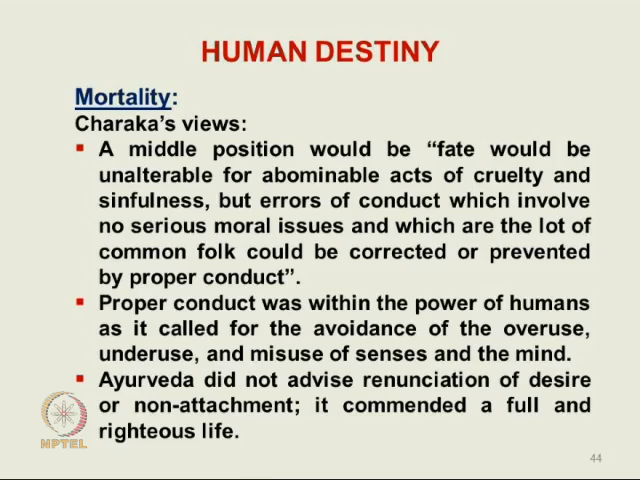 HUMAN DESTINY
Mortality:
Charaka’s views:
▪ A middle position would be “fate would be
unalterable for abominable acts of cruelty and
sinfulness, but errors of conduct which involve
no serious moral issues and which are the lot of
common folk could be corrected or prevented
by proper conduct”.
▪ Proper conduct was within the power of humans
as it called for the avoidance of the overuse,
underuse, and misuse of senses and the mind.
▪ Ayurveda did not advise renunciation of desire
or non-attachment; it commended a full and
righteous life.
NPTEL
44